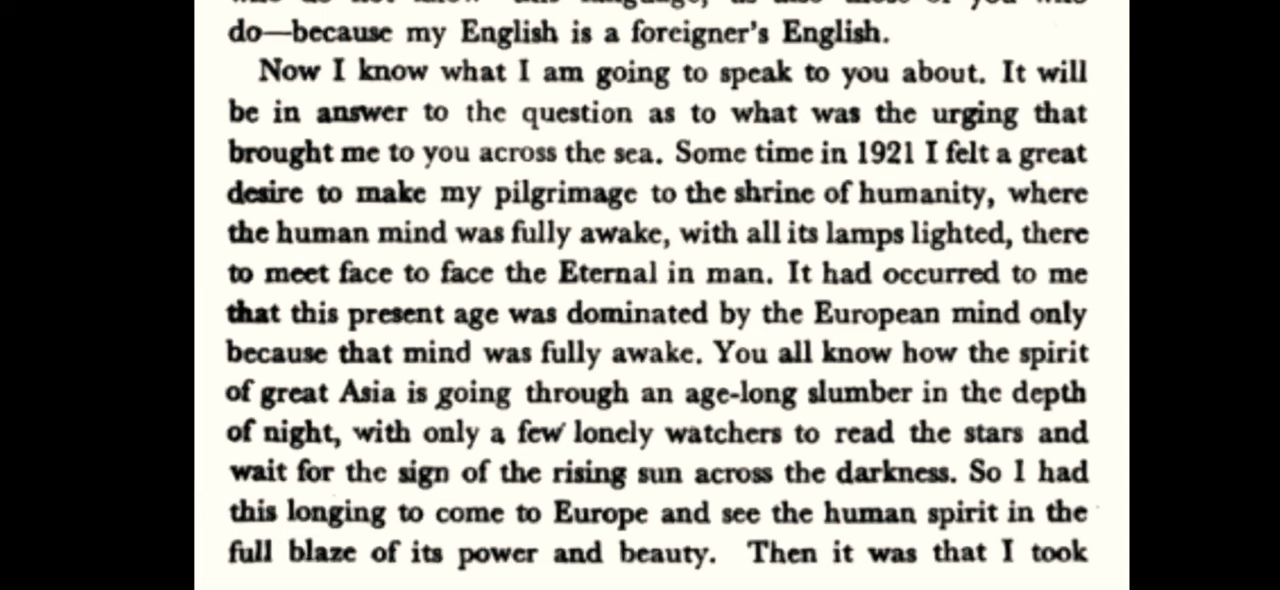 do—because my English is a foreigner's English.
Now I know what I am going to speak to you about. It will
be in answer to the question as to what was the urging that
brought me to you across the sea. Some time in 1921 I felt a great
desire to make my pilgrimage to the shrine of humanity, where
the human mind was fully awake, with all its lamps lighted, there
to meet face to face the Eternal in man. It had occurred to me
that this present age was dominated by the European mind only
because that mind was fully awake. You all know how the spirit
of great Asia is going through an age-long slumber in the depth
of night, with only a few lonely watchers to read the stars and
wait for the sign of the rising sun across the darkness. So I had
this longing to come to Europe and see the human spirit in the
full blaze of its power and beauty. Then it was that I took